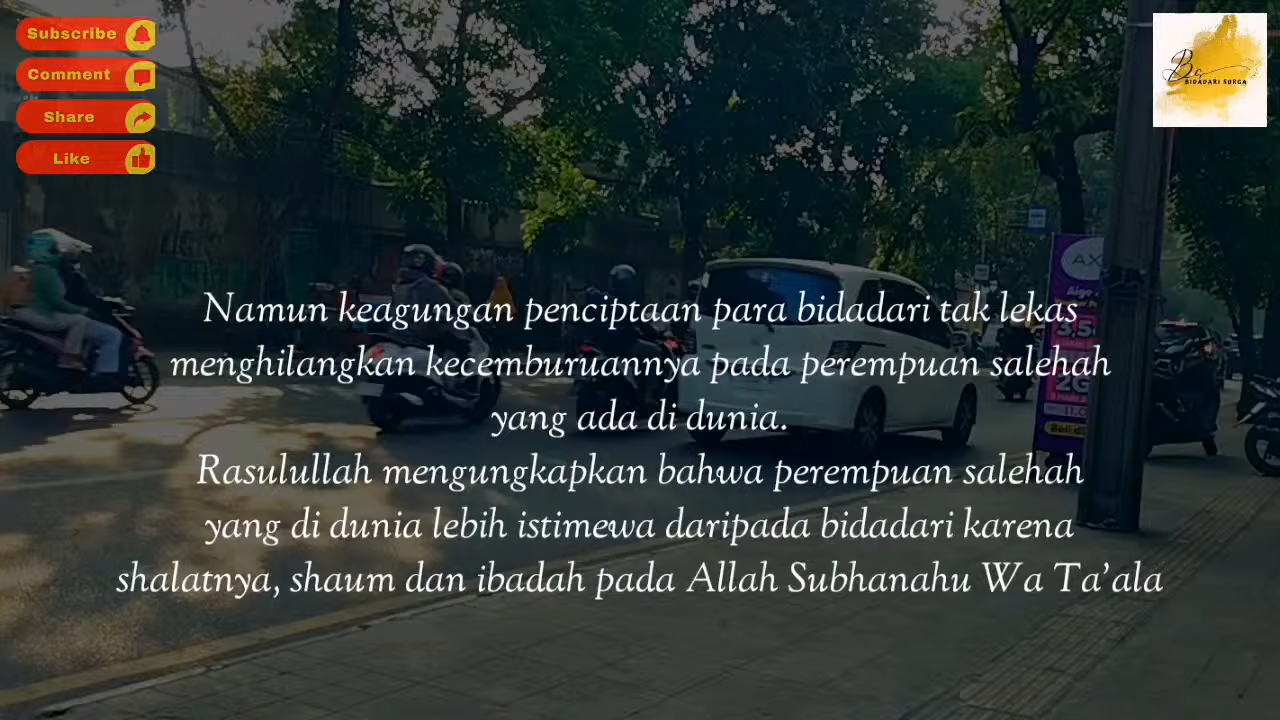 Subscribe
Comment
Share
Like
Bs
BIDADARI SURGA
Namun keagungan penciptaan para bidadari tak lekas
menghilangkan kecemburuannya pada perempuan salehah
yang ada di dunia.
Rasulullah mengungkapkan bahwa perempuan salehah
yang di dunia lebih istimewa daripada bidadari karena
shalatnya, shaum dan ibadah pada Allah Subhanahu Wa Ta'ala